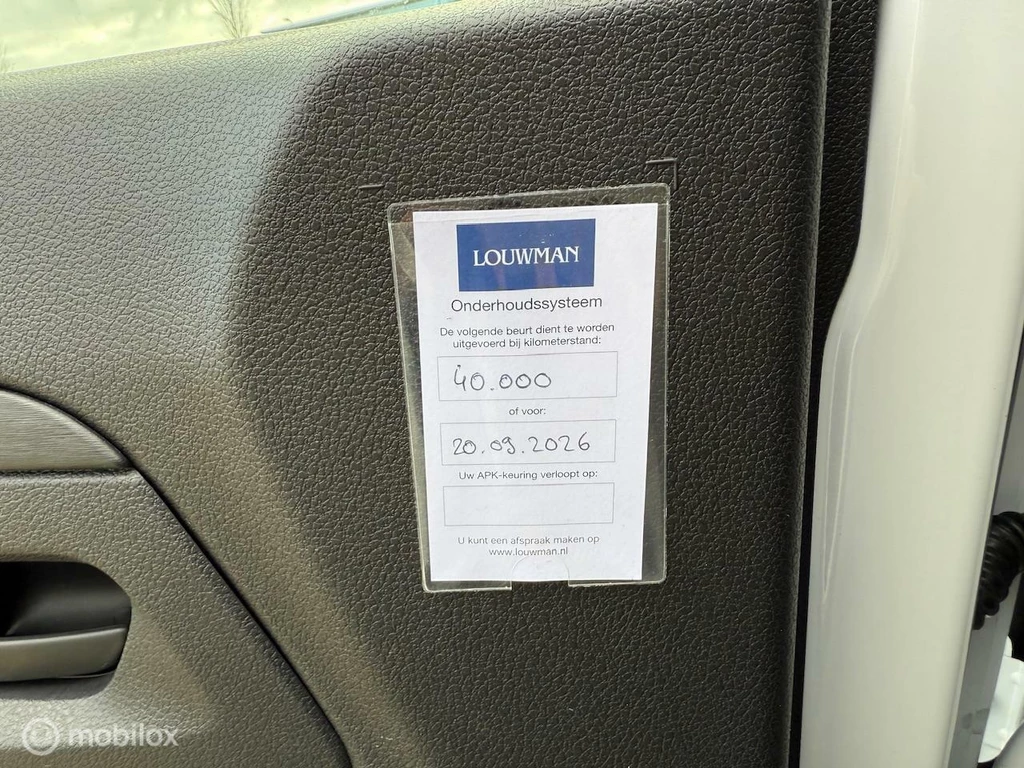 LOUWMAN
Onderhoudssysteem
De volgende beurt dient te worden
uitgevoerd bij kilometerstand:
40.000
of voor:
20.09.2026
Uw APK-keuring verloopt op:
U kunt een afspraak maken op
www.louwman.nl
mobilox